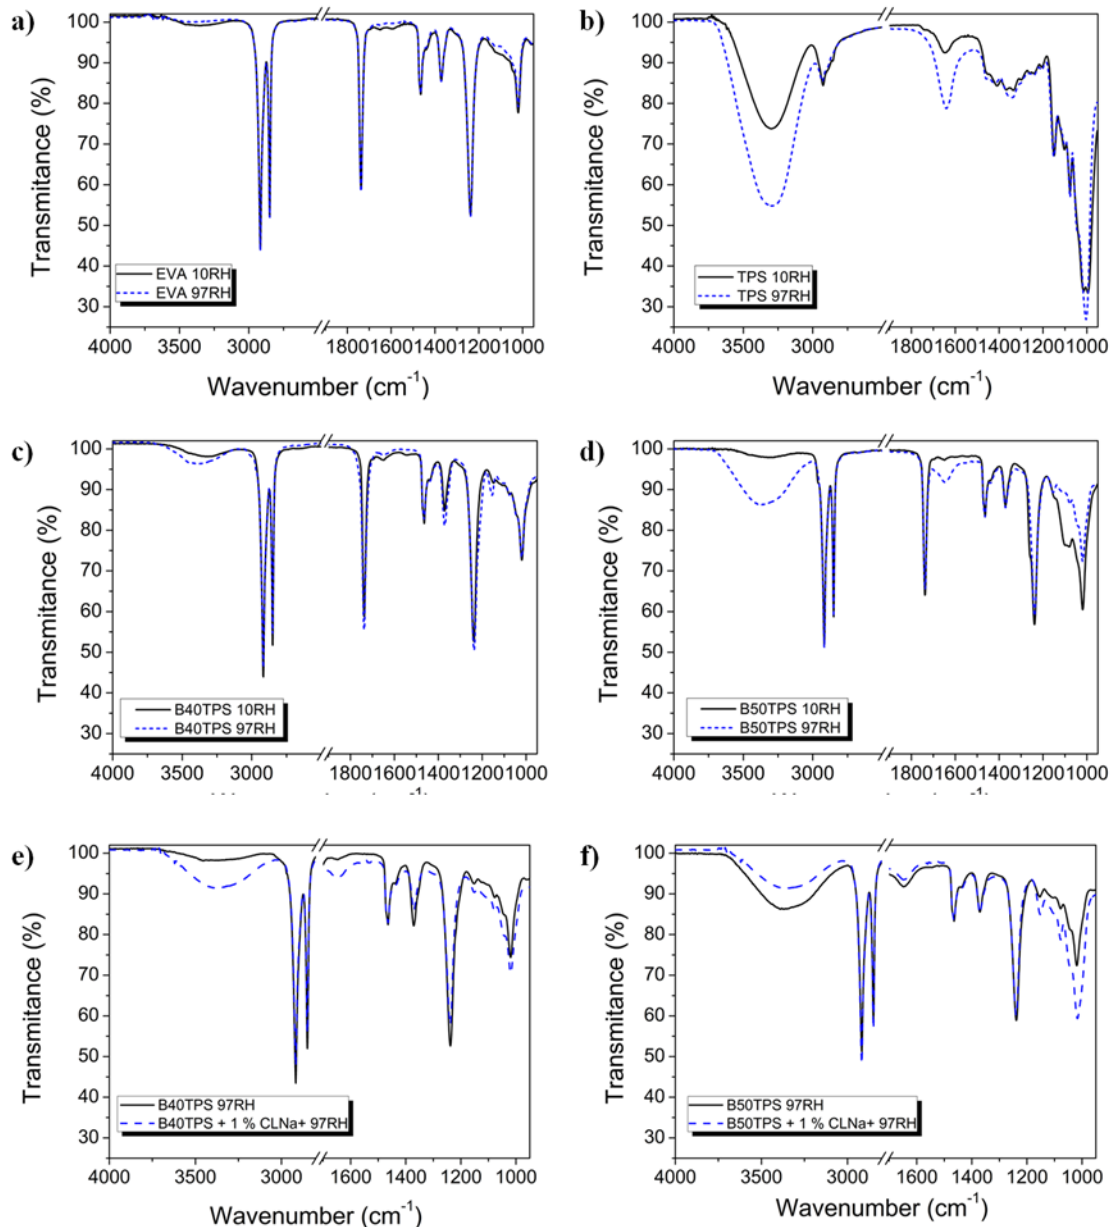 a)
100
90
80
70
60
50
40
30
Transmitance (%)
EVA 10RH
EVA 97RH
4000 3500 3000 1800 1600 1400 1200 1000
Wavenumber (cm-1)
b)
100
90
80
70
60
50
40
30
Transmitance (%)
TPS 10RH
TPS 97RH
4000 3500 3000 1800 1600 1400 1200 1000
Wavenumber (cm-1)
c)
100
90
80
70
60
50
40
30
Transmitance (%)
B40TPS 10RH
B40TPS 97RH
4000 3500 3000 1800 1600 1400 1200 1000
d)
100
90
80
70
60
50
40
30
Transmitance (%)
B50TPS 10RH
B50TPS 97RH
4000 3500 3000 1800 1600 1400 1200 1000
e)
100
90
80
70
60
50
40
30
Transmitance (%)
B40TPS 97RH
B40TPS + 1 % CLNa+ 97RH
4000 3500 3000 1600 1400 1200 1000
Wavenumber (cm-1)
f)
100
90
80
70
60
50
40
30
Transmitance (%)
B50TPS 97RH
B50TPS + 1 % CLNa+ 97RH
4000 3500 3000 1600 1400 1200 1000
Wavenumber (cm-1)